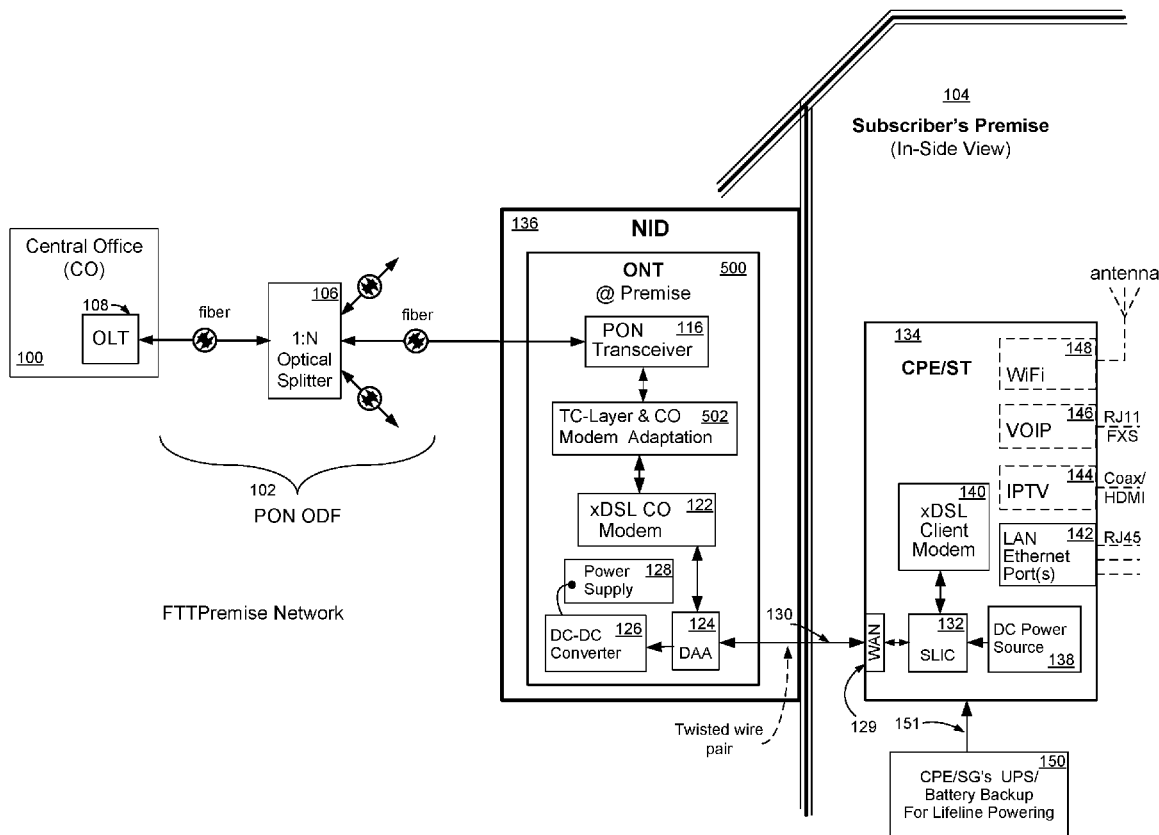 104
Subscriber's Premise
(In-Side View)
136
NID
Central Office
(CO)
108
OLT
100
fiber
106
1:N
Optical
Splitter
fiber
102
PON ODF
FTTPremise Network
ONT
500
@ Premise
116
PON
Transceiver
TC-Layer & CO
502
Modem Adaptation
xDSL CO
122
Modem
Power
128
Supply
DC-DC
126
Converter
124
DAA
130
Twisted wire
pair
antenna
134
CPE/ST
148
WiFi
146
VOIP
RJ11
FXS
144
IPTV
Coax/
HDMI
140
xDSL
Client
Modem
142
LAN
Ethernet
Port(s)
RJ45
WAN
132
SLIC
DC Power
Source
138
129
151
150
CPE/SG's UPS/
Battery Backup
For Lifeline Powering